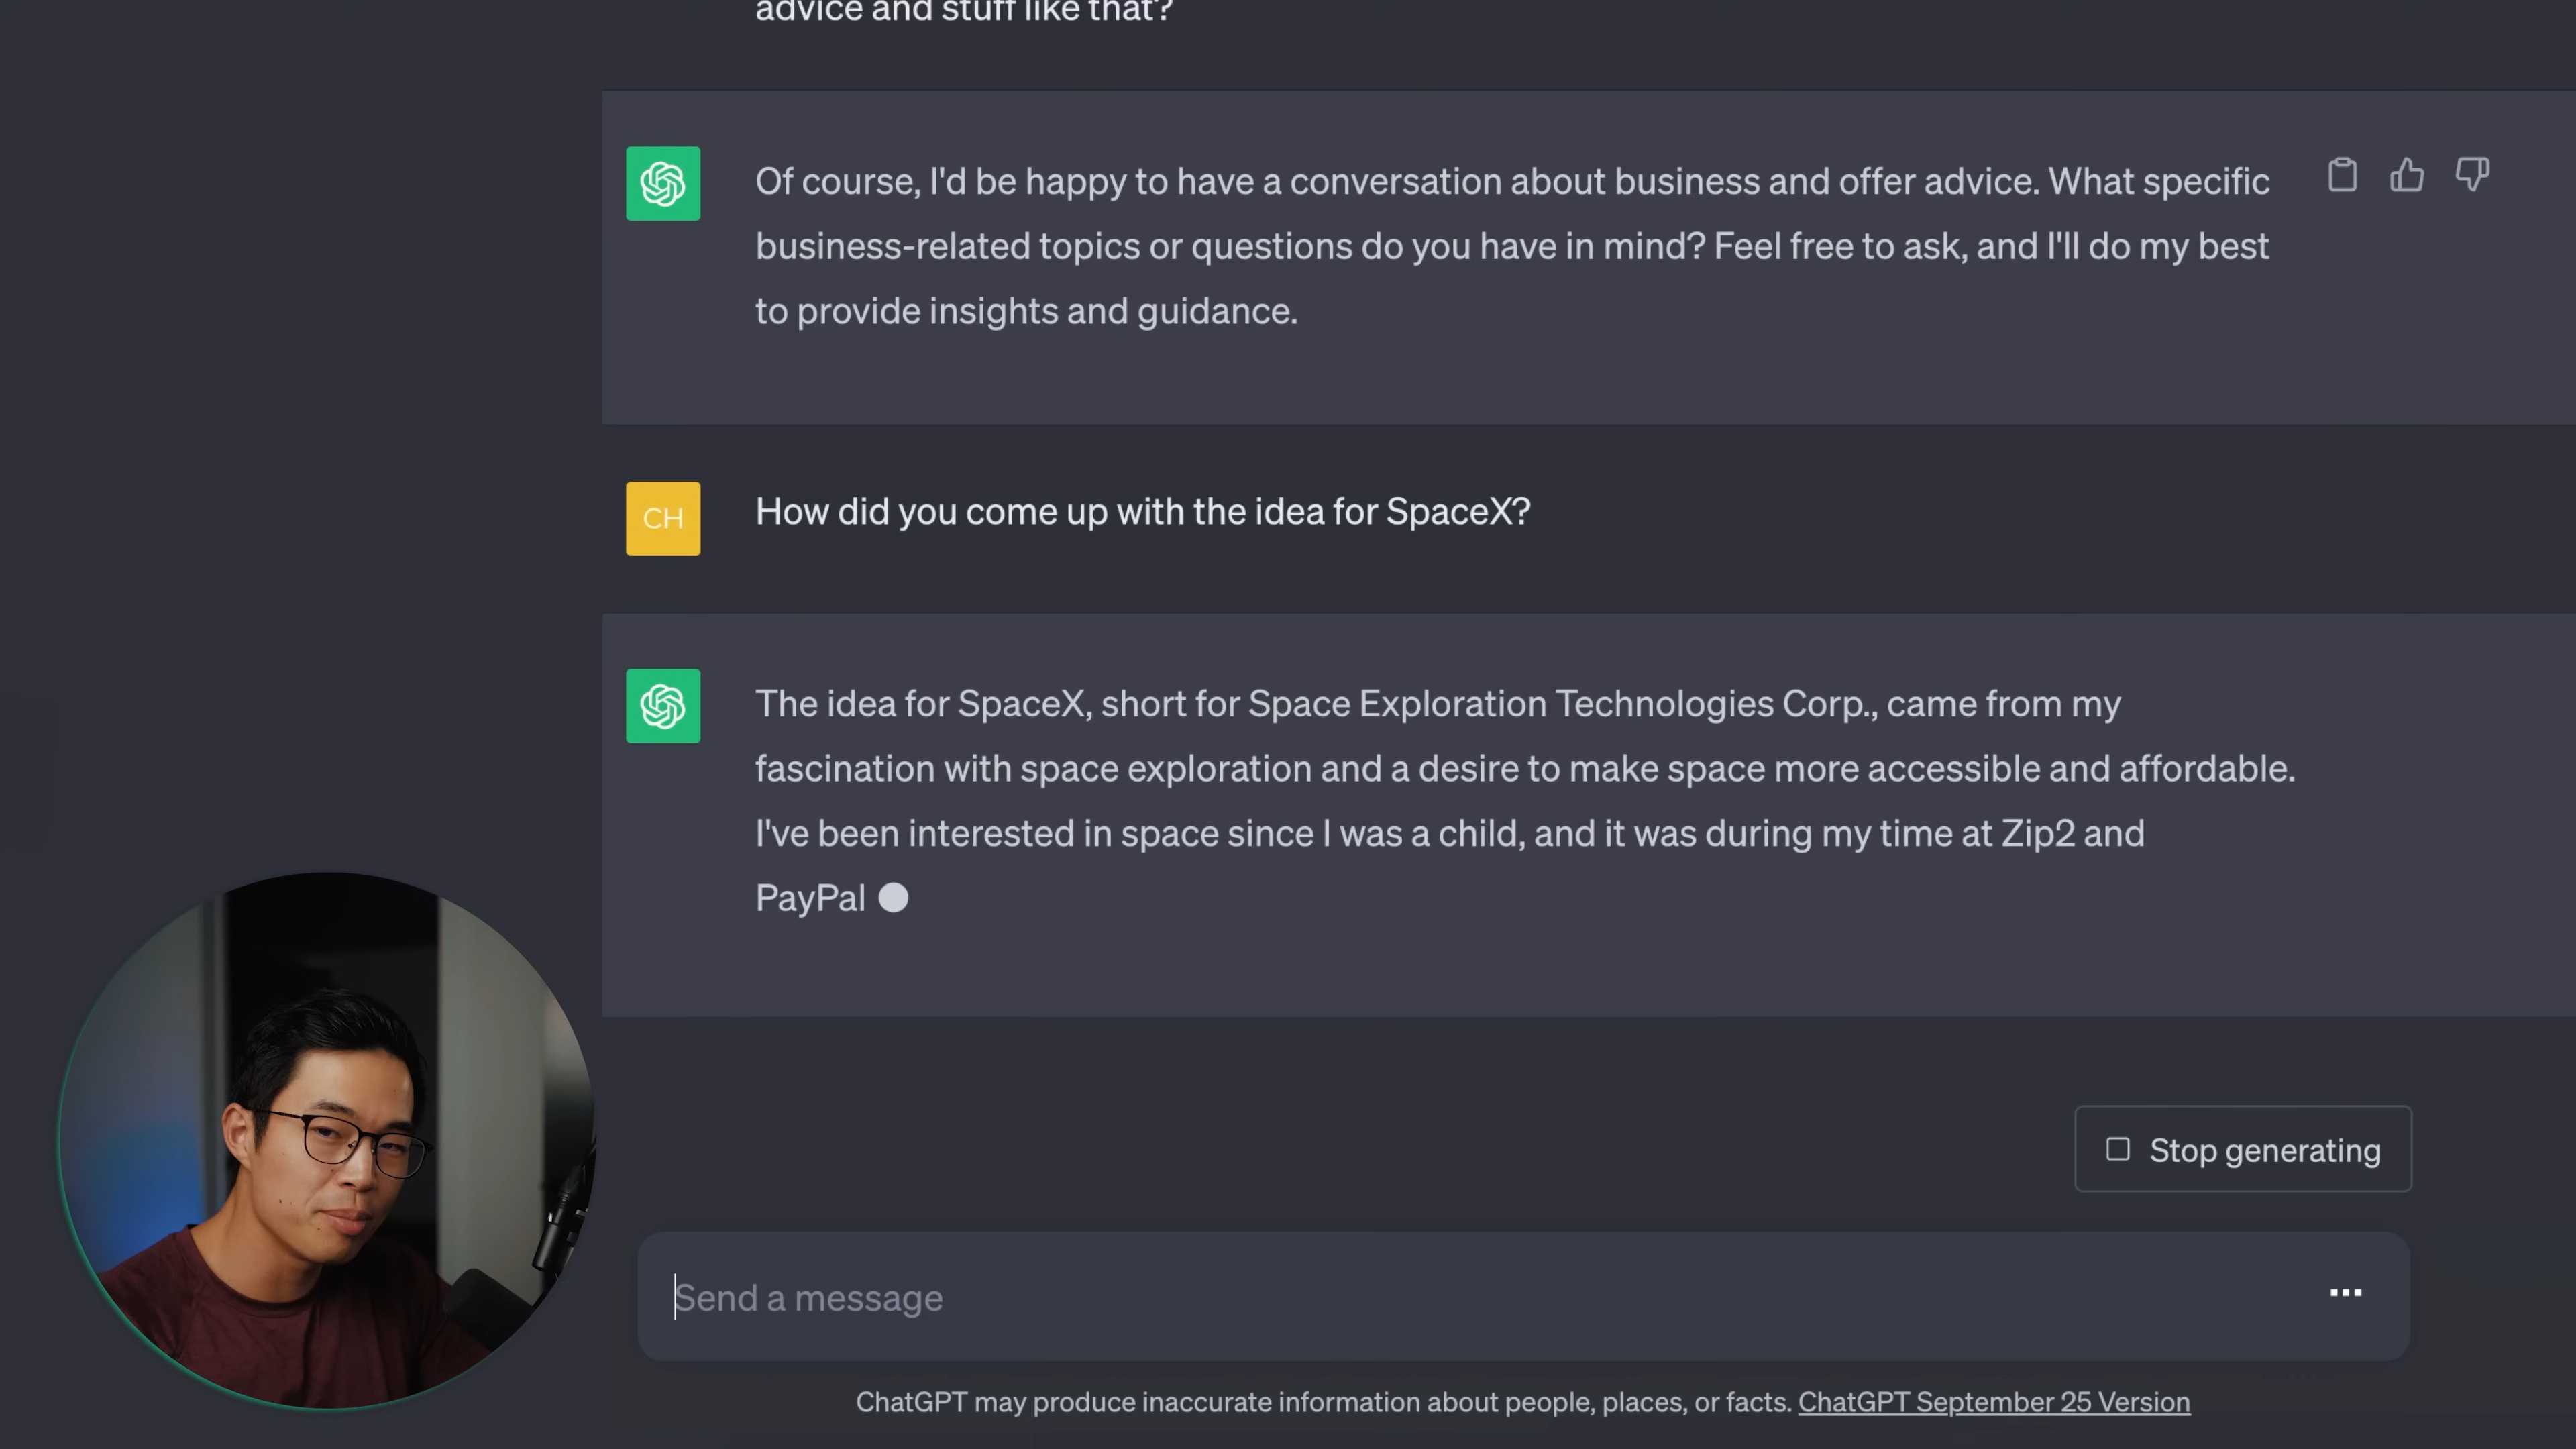 advice and stuff like that?
Of course, I'd be happy to have a conversation about business and offer advice. What specific
business-related topics or questions do you have in mind? Feel free to ask, and I'll do my best
to provide insights and guidance.
CH
How did you come up with the idea for SpaceX?
The idea for SpaceX, short for Space Exploration Technologies Corp., came from my
fascination with space exploration and a desire to make space more accessible and affordable.
I've been interested in space since I was a child, and it was during my time at Zip2 and
PayPal
Stop generating
Send a message
ChatGPT may produce inaccurate information about people, places, or facts. ChatGPT September 25 Version